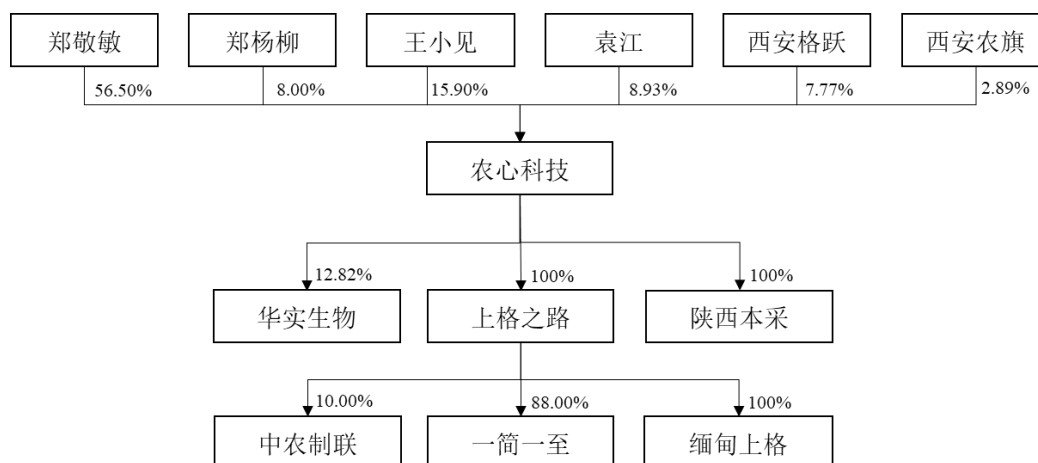 郑敬敏 郑杨柳 王小见 袁江 西安格跃 西安农旗
56.50% 8.00% 15.90% 8.93% 7.77% 2.89%
农心科技
12.82% 100% 100%
华实生物 上格之路 陕西本采
10.00% 88.00% 100%
中农制联 一简一至 缅甸上格